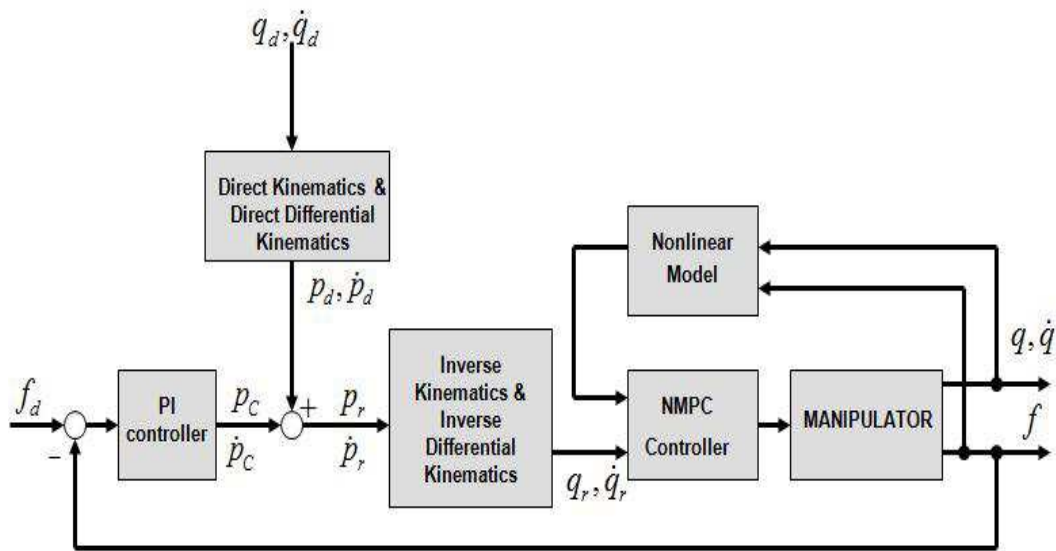 q_d, q̇_d
Direct Kinematics &
Direct Differential
Kinematics
p_d, ṗ_d
Nonlinear
Model
q, q̇
f_d
−
PI
controller
p_C
ṗ_C
+
p_r
ṗ_r
Inverse
Kinematics &
Inverse
Differential
Kinematics
q_r, q̇_r
NMPC
Controller
MANIPULATOR
f